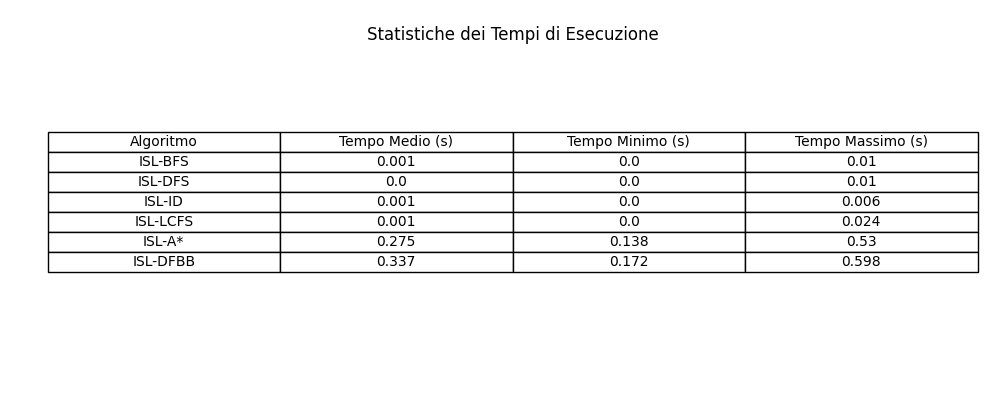 Statistiche dei Tempi di Esecuzione
Algoritmo Tempo Medio (s) Tempo Minimo (s) Tempo Massimo (s)
ISL-BFS 0.001 0.0 0.01
ISL-DFS 0.0 0.0 0.01
ISL-ID 0.001 0.0 0.006
ISL-LCFS 0.001 0.0 0.024
ISL-A* 0.275 0.138 0.53
ISL-DFBB 0.337 0.172 0.598